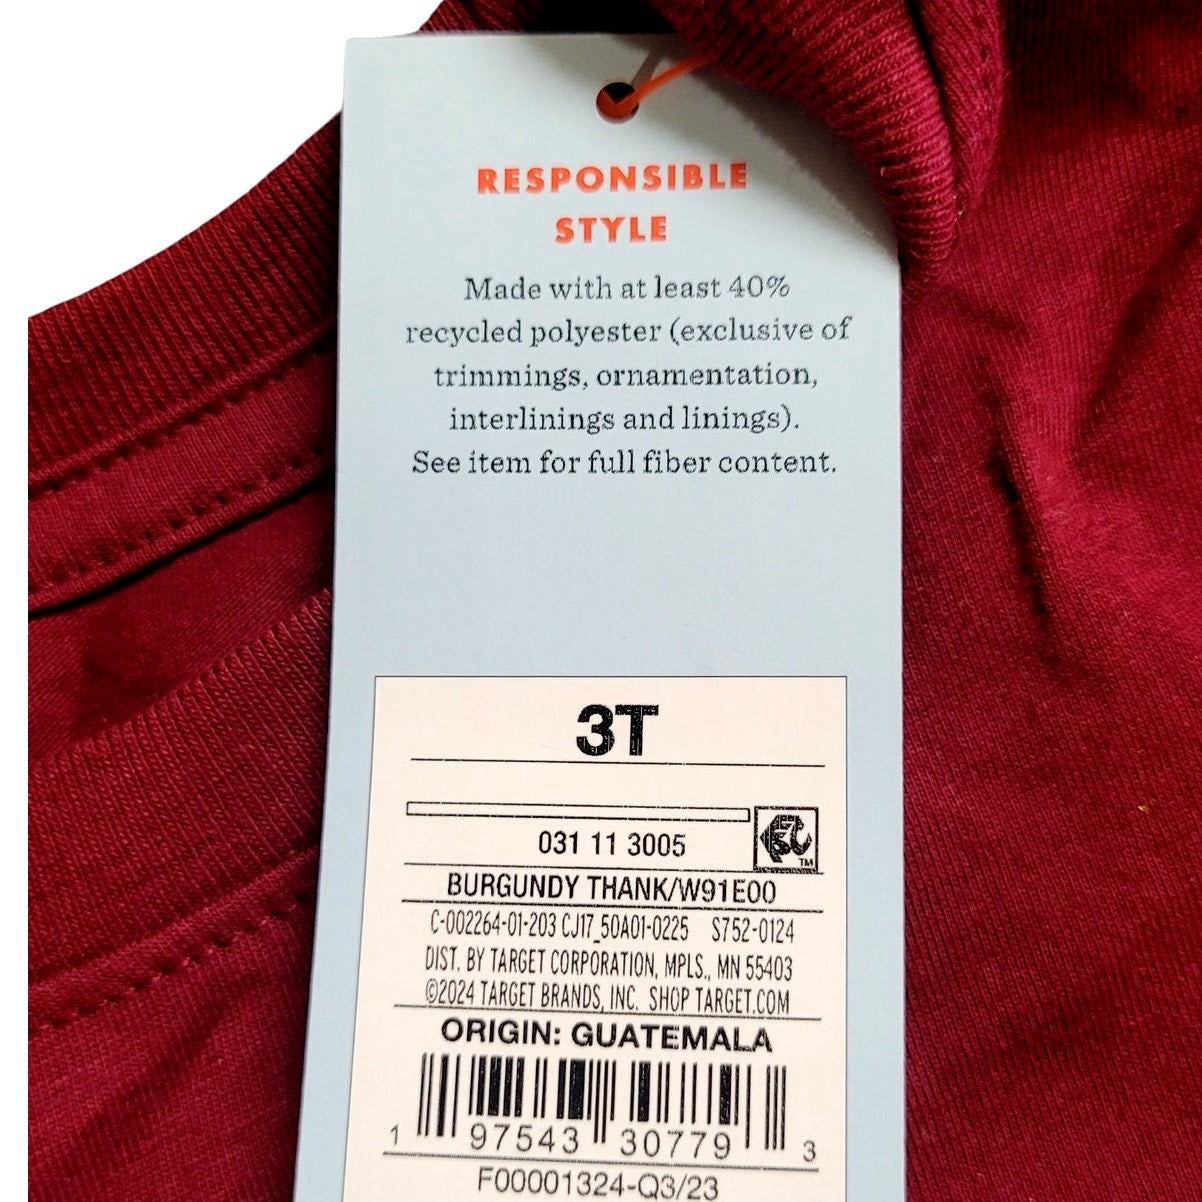 RESPONSIBLE
STYLE
Made with at least 40%
recycled polyester (exclusive of
trimmings, ornamentation,
interlinings and linings).
See item for full fiber content.
3T
031 11 3005
TM
BURGUNDY THANK/W91E00
C-002264-01-203 CJ17_50A01-0225 S752-0124
DIST. BY TARGET CORPORATION, MPLS., MN 55403
©2024 TARGET BRANDS, INC. SHOP TARGET.COM
ORIGIN: GUATEMALA
1 97543 30779 3
F00001324-Q3/23